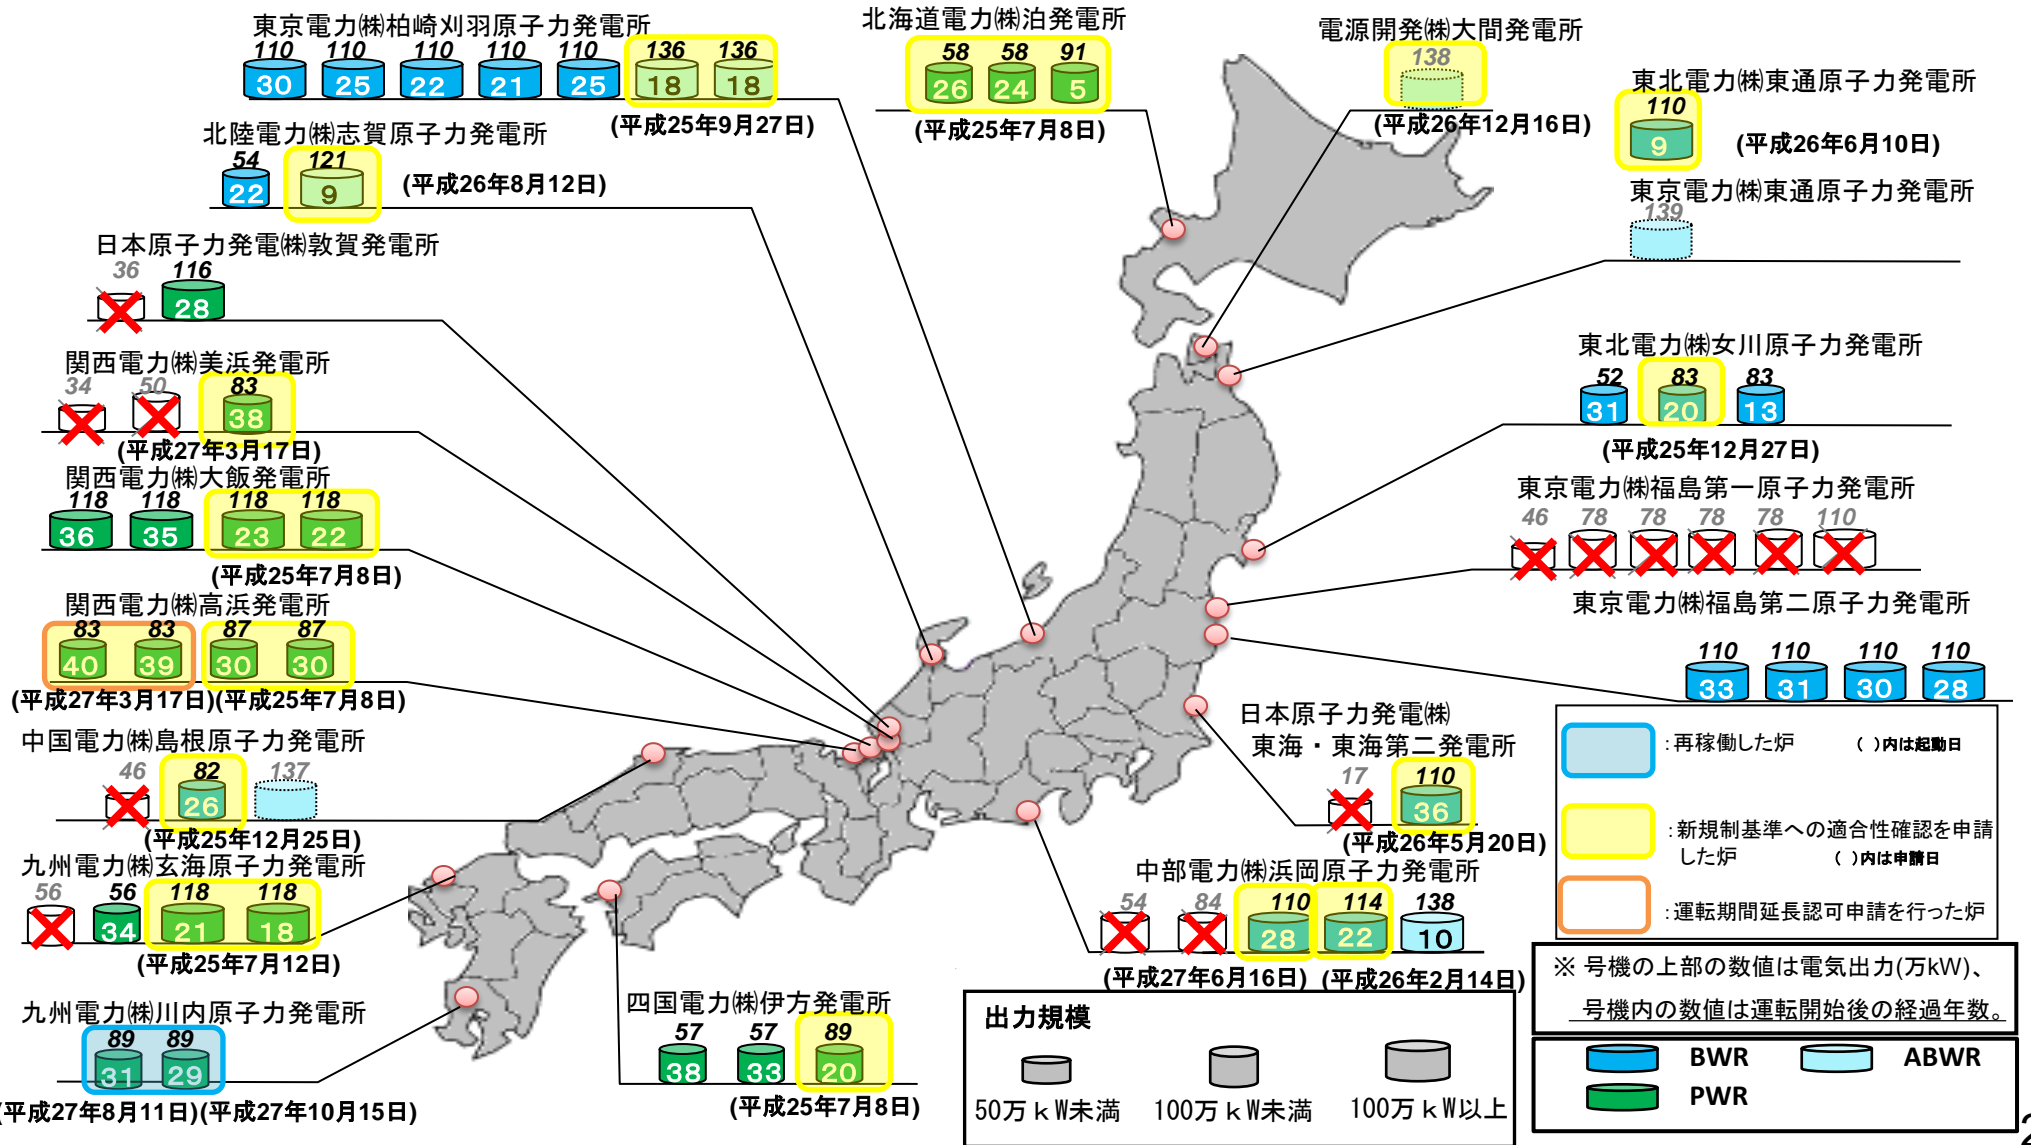 東京電力㈱柏崎刈羽原子力発電所
110 110 110 110 110 136 136
30 25 22 21 25 18 18
(平成25年9月27日)
北海道電力㈱泊発電所
58 58 91
26 24 5
(平成25年7月8日)
電源開発㈱大間発電所
138
(平成26年12月16日)
東北電力㈱東通原子力発電所
110
9
(平成26年6月10日)
東京電力㈱東通原子力発電所
139
北陸電力㈱志賀原子力発電所
54 121
22 9
(平成26年8月12日)
日本原子力発電㈱敦賀発電所
36 116
28
関西電力㈱美浜発電所
34 50 83
38
(平成27年3月17日)
関西電力㈱大飯発電所
118 118 118 118
36 35 23 22
(平成25年7月8日)
関西電力㈱高浜発電所
83 83 87 87
40 39 30 30
(平成27年3月17日)(平成25年7月8日)
中国電力㈱島根原子力発電所
46 82 137
26
(平成25年12月25日)
九州電力㈱玄海原子力発電所
56 56 118 118
34 21 18
(平成25年7月12日)
九州電力㈱川内原子力発電所
89 89
31 29
(平成27年8月11日)(平成27年10月15日)
四国電力㈱伊方発電所
57 57 89
38 33 20
(平成25年7月8日)
東北電力㈱女川原子力発電所
52 83 83
31 20 13
(平成25年12月27日)
東京電力㈱福島第一原子力発電所
46 78 78 78 78 110
東京電力㈱福島第二原子力発電所
110 110 110 110
33 31 30 28
日本原子力発電㈱
東海・東海第二発電所
17 110
36
(平成26年5月20日)
中部電力㈱浜岡原子力発電所
54 84 110 114 138
28 22 10
(平成27年6月16日) (平成26年2月14日)
:再稼働した炉 ( )内は起動日
:新規制基準への適合性確認を申請
した炉 ( )内は申請日
:運転期間延長認可申請を行った炉
※ 号機の上部の数値は電気出力(万kW)、
号機内の数値は運転開始後の経過年数。
BWR ABWR
PWR
出力規模
50万ｋW未満 100万ｋW未満 100万ｋW以上
2